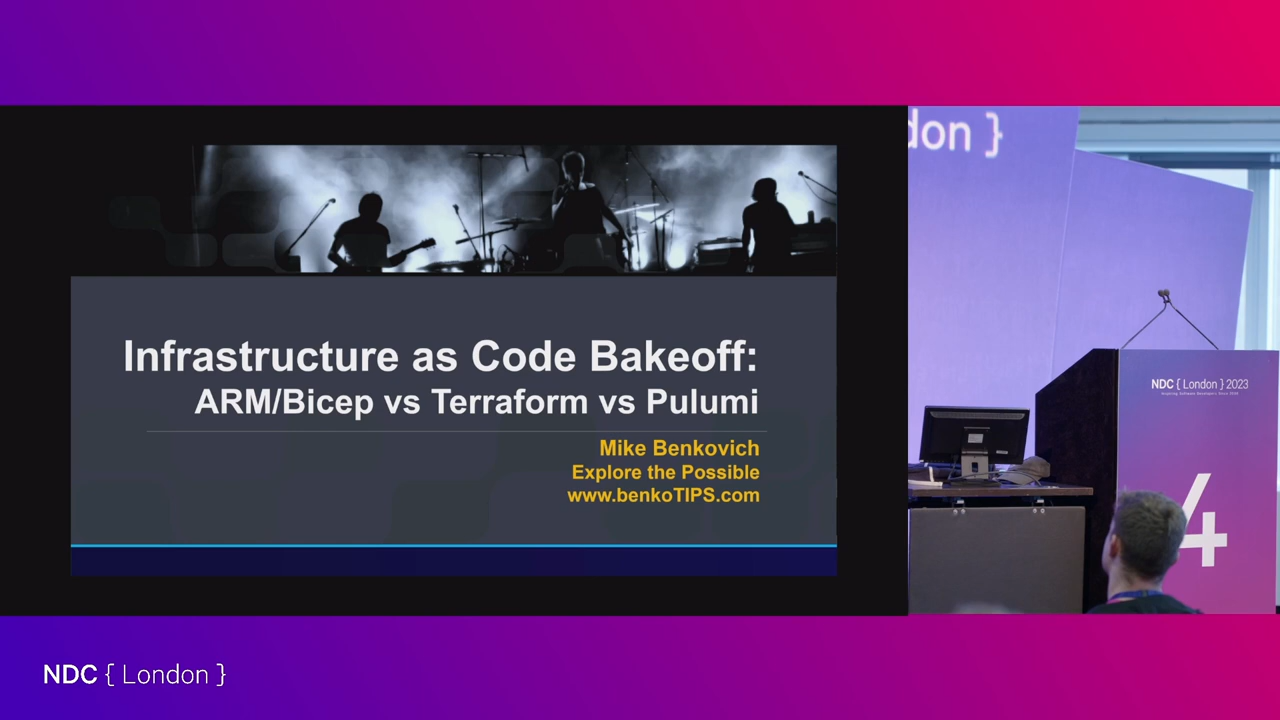 Infrastructure as Code Bakeoff:
ARM/Bicep vs Terraform vs Pulumi
Mike Benkovich
Explore the Possible
www.benkoTIPS.com
don }
NDC { London } 2023
4
NDC { London }